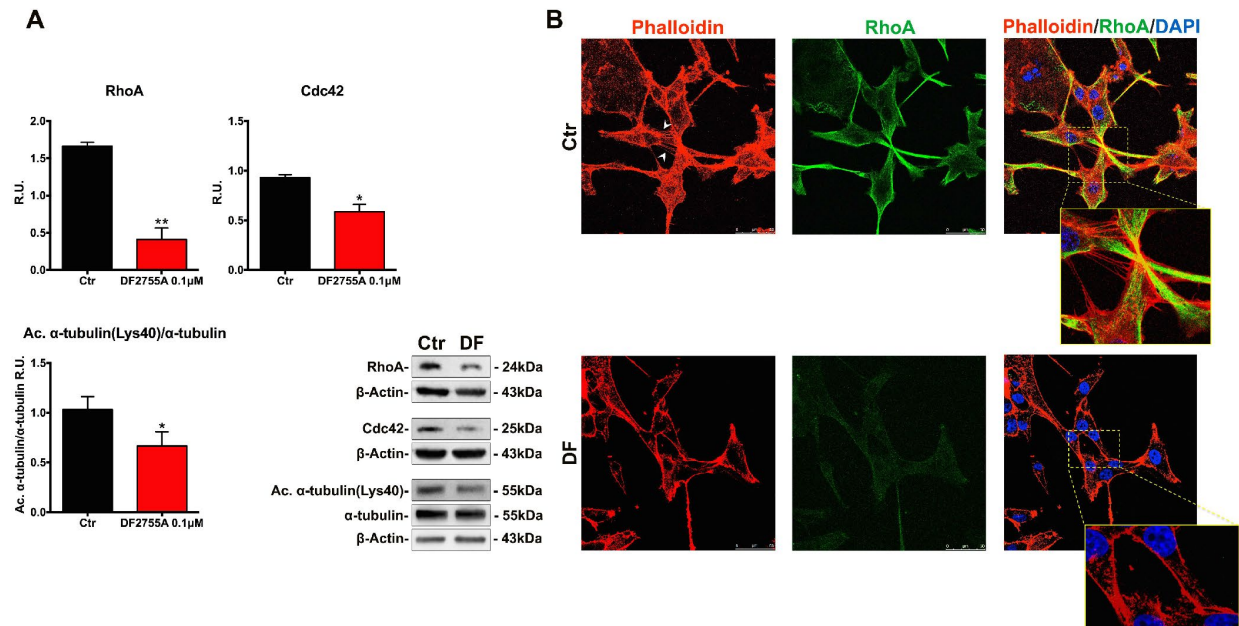 A
B
Phalloidin
RhoA
Phalloidin/RhoA/DAPI
Ctr
DF
RhoA
R.U.
2.0
1.5
1.0
0.5
0.0
**
Ctr
DF2755A 0.1µM
Cdc42
R.U.
1.5
1.0
0.5
0.0
*
Ctr
DF2755A 0.1µM
Ac. α-tubulin(Lys40)/α-tubulin
Ac. α-tubulin/α-tubulin R.U.
1.5
1.0
0.5
0.0
*
Ctr
DF2755A 0.1µM
Ctr DF
RhoA- - 24kDa
β-Actin- - 43kDa
Cdc42- - 25kDa
β-Actin- - 43kDa
Ac. α-tubulin(Lys40)- - 55kDa
α-tubulin- - 55kDa
β-Actin- - 43kDa